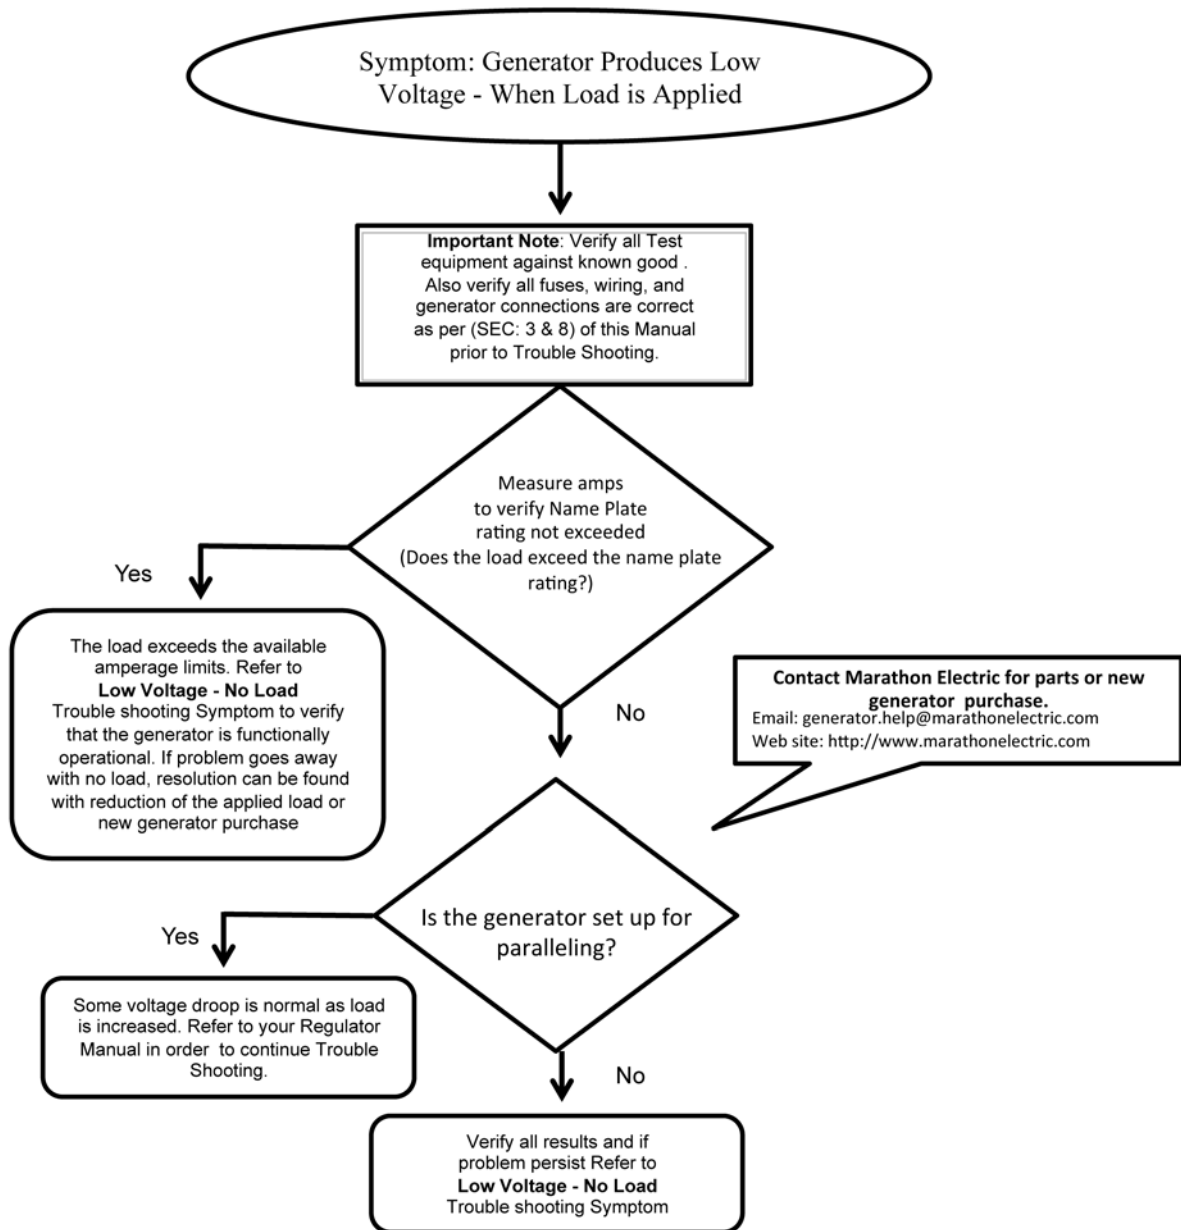 Symptom: Generator Produces Low
Voltage - When Load is Applied
Important Note: Verify all Test
equipment against known good .
Also verify all fuses, wiring, and
generator connections are correct
as per (SEC: 3 & 8) of this Manual
prior to Trouble Shooting.
Measure amps
to verify Name Plate
rating not exceeded
(Does the load exceed the name plate
rating?)
Yes
The load exceeds the available
amperage limits. Refer to
Low Voltage - No Load
Trouble shooting Symptom to verify
that the generator is functionally
operational. If problem goes away
with no load, resolution can be found
with reduction of the applied load or
new generator purchase
No
Contact Marathon Electric for parts or new
generator purchase.
Email: generator.help@marathonelectric.com
Web site: http://www.marathonelectric.com
Is the generator set up for
paralleling?
Yes
Some voltage droop is normal as load
is increased. Refer to your Regulator
Manual in order to continue Trouble
Shooting.
No
Verify all results and if
problem persist Refer to
Low Voltage - No Load
Trouble shooting Symptom